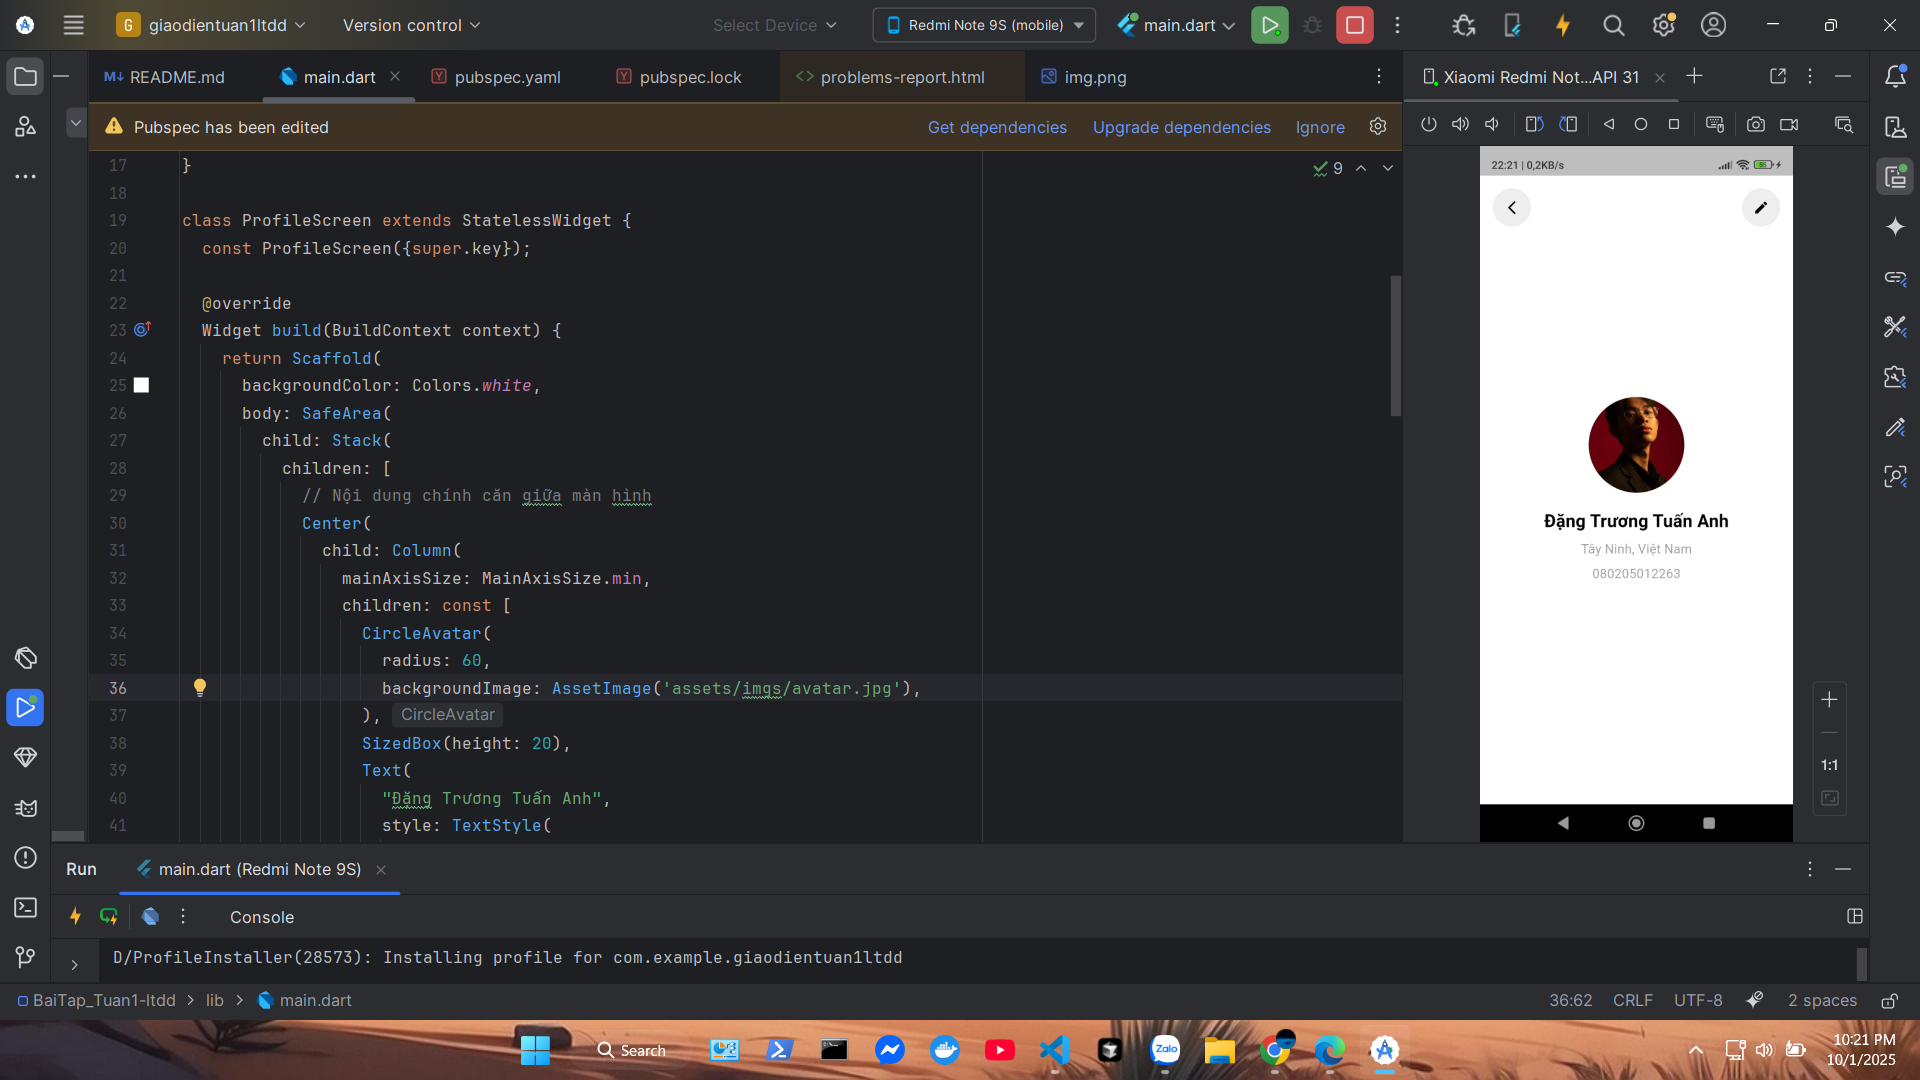 G giaodientuan1ltdd
Version control
Select Device
Redmi Note 9S (mobile)
main.dart
M↓ README.md
main.dart
pubspec.yaml
pubspec.lock
problems-report.html
img.png
Xiaomi Redmi Not...API 31
Pubspec has been edited
Get dependencies
Upgrade dependencies
Ignore
9
17 }
18
19 class ProfileScreen extends StatelessWidget {
20 const ProfileScreen({super.key});
21
22 @override
23 Widget build(BuildContext context) {
24 return Scaffold(
25 backgroundColor: Colors.white,
26 body: SafeArea(
27 child: Stack(
28 children: [
29 // Nội dung chính căn giữa màn hình
30 Center(
31 child: Column(
32 mainAxisSize: MainAxisSize.min,
33 children: const [
34 CircleAvatar(
35 radius: 60,
36 backgroundImage: AssetImage('assets/imgs/avatar.jpg'),
37 ), CircleAvatar
38 SizedBox(height: 20),
39 Text(
40 "Đặng Trương Tuấn Anh",
41 style: TextStyle(
22:21 | 0,2KB/s
Đặng Trương Tuấn Anh
Tây Ninh, Việt Nam
080205012263
1:1
Run
main.dart (Redmi Note 9S)
Console
D/ProfileInstaller(28573): Installing profile for com.example.giaodientuan1ltdd
BaiTap_Tuan1-ltdd > lib > main.dart
36:62 CRLF UTF-8 2 spaces
Search
Zalo
10:21 PM
10/1/2025